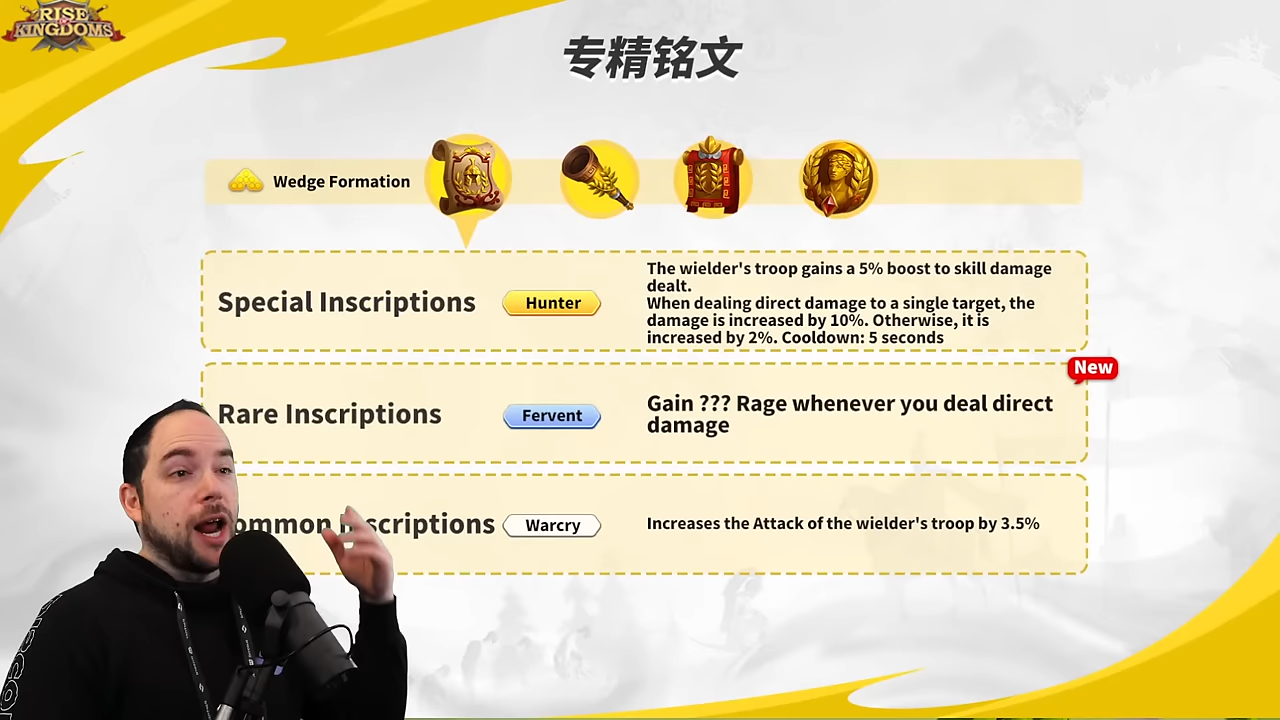 RISE
OF
KINGDOMS
专精铭文
Wedge Formation
Special Inscriptions
Hunter
The wielder's troop gains a 5% boost to skill damage
dealt.
When dealing direct damage to a single target, the
damage is increased by 10%. Otherwise, it is
increased by 2%. Cooldown: 5 seconds
New
Rare Inscriptions
Fervent
Gain ??? Rage whenever you deal direct
damage
ommon scriptions
Warcry
Increases the Attack of the wielder's troop by 3.5%